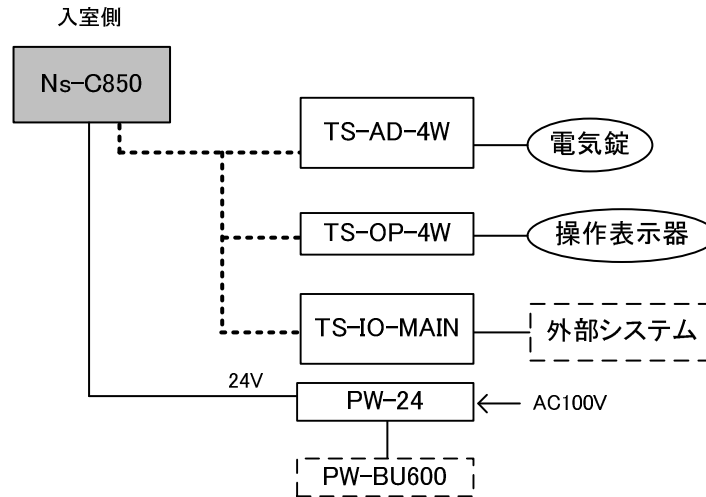 入室側
Ns-C850
TS-AD-4W
電気錠
TS-OP-4W
操作表示器
TS-IO-MAIN
外部システム
24V
PW-24
AC100V
PW-BU600